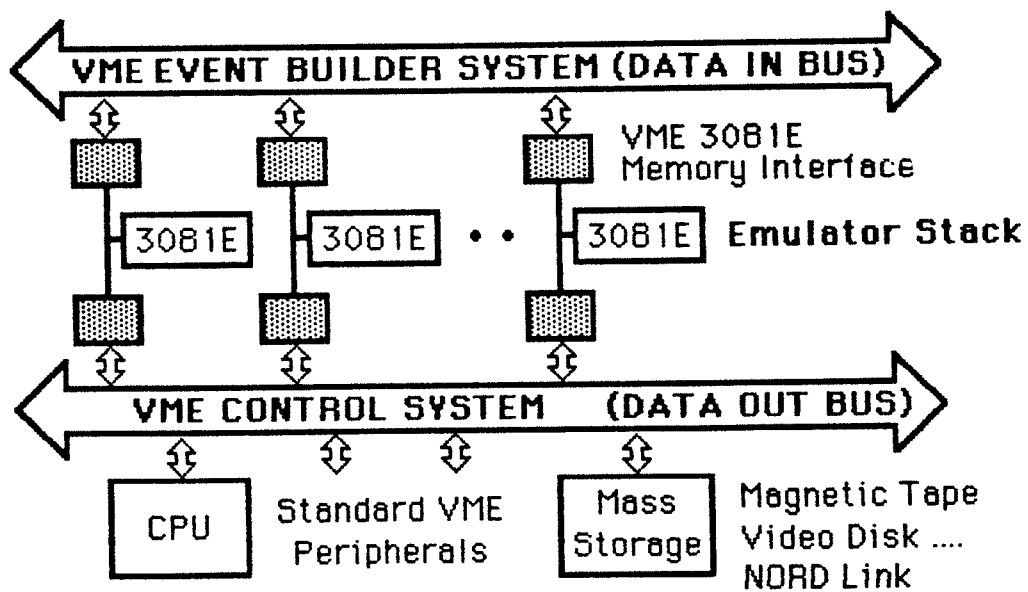 VME EVENT BUILDER SYSTEM (DATA IN BUS)
VME 3081E
Memory Interface
3081E 3081E • • 3081E Emulator Stack
VME CONTROL SYSTEM (DATA OUT BUS)
CPU
Standard VME
Peripherals
Mass
Storage
Magnetic Tape
Video Disk ....
NORD Link